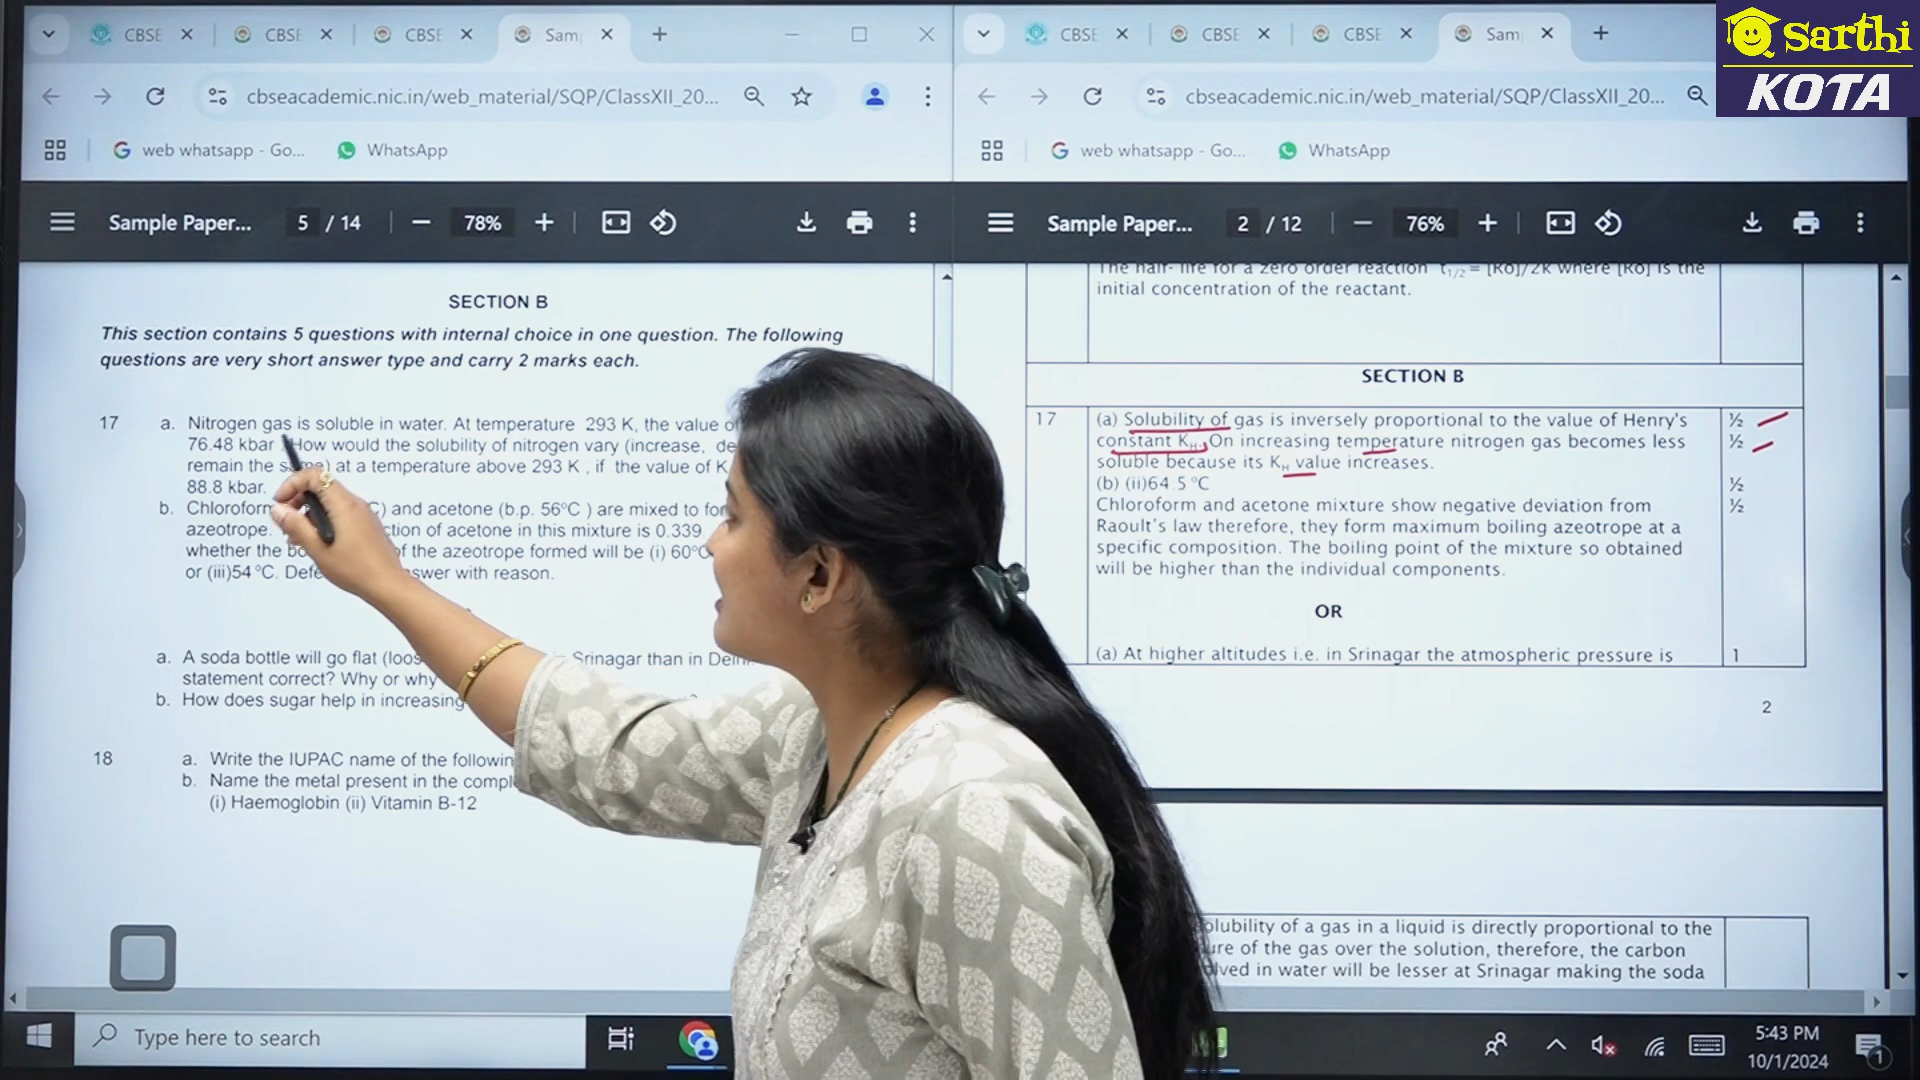 CBSE
CBSE
CBSE
Sam
cbseacademic.nic.in/web_material/SQP/ClassXII_20...
web whatsapp - Go...
WhatsApp
Sample Paper...
5 / 14
78%
SECTION B
This section contains 5 questions with internal choice in one question. The following
questions are very short answer type and carry 2 marks each.
17
a. Nitrogen gas is soluble in water. At temperature 293 K, the value
76.48 kbar How would the solubility of nitrogen vary (increase,
remain the same) at a temperature above 293 K , if the value of K
88.8 kbar.
b. Chloroform and acetone (b.p. 56°C ) are mixed to
azeotrope. of acetone in this mixture is 0.339
whether the of the azeotrope formed will be (i) 60°C
or (iii)54 °C. with reason.
a. A soda bottle will go flat Srinagar than in
statement correct? Why or why
b. How does sugar help in increasing
18
a. Write the IUPAC name of the
b. Name the metal present in the
(i) Haemoglobin (ii) Vitamin B-12
Type here to search
CBSE
CBSE
CBSE
Sam
cbseacademic.nic.in/web_material/SQP/ClassXII_20...
web whatsapp - Go...
WhatsApp
Sample Paper...
2 / 12
76%
The half- life for a zero order reaction t1/2 = [Ro]/2k where [Ro] is the
initial concentration of the reactant.
SECTION B
17
(a) Solubility of gas is inversely proportional to the value of Henry's ½
constant KH. On increasing temperature nitrogen gas becomes less ½
soluble because its KH value increases.
(b) (ii)64.5 °C ½
Chloroform and acetone mixture show negative deviation from ½
Raoult's law therefore, they form maximum boiling azeotrope at a
specific composition. The boiling point of the mixture so obtained
will be higher than the individual components.
OR
(a) At higher altitudes i.e. in Srinagar the atmospheric pressure is 1
2
of a gas in a liquid is directly proportional to the
of the gas over the solution, therefore, the carbon
in water will be lesser at Srinagar making the soda
5:43 PM
10/1/2024
1
Sarthi
KOTA